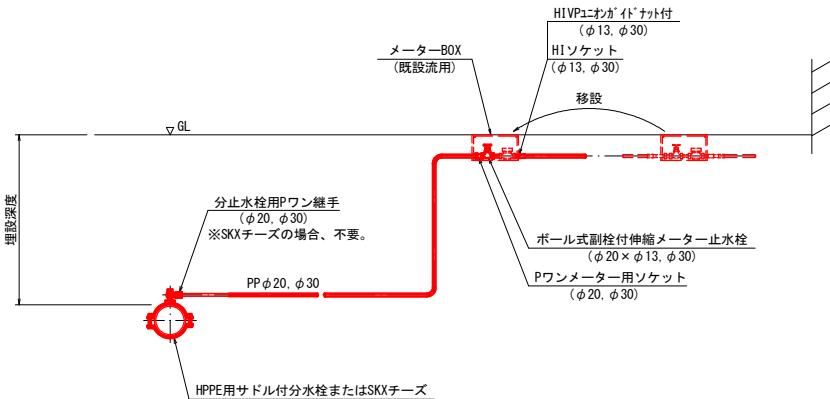 HIVPユニオンガイドナット付
(φ13, φ30)
メーターBOX
(既設流用)
HIソケット
(φ13, φ30)
移設
GL
埋設深度
分止水栓用Pワン継手
(φ20, φ30)
※SKXチーズの場合、不要。
ボール式副栓付伸縮メーター止水栓
(φ20×φ13, φ30)
PPφ20, φ30
Pワンメーター用ソケット
(φ20, φ30)
HPPE用サドル付分水栓またはSKXチーズ